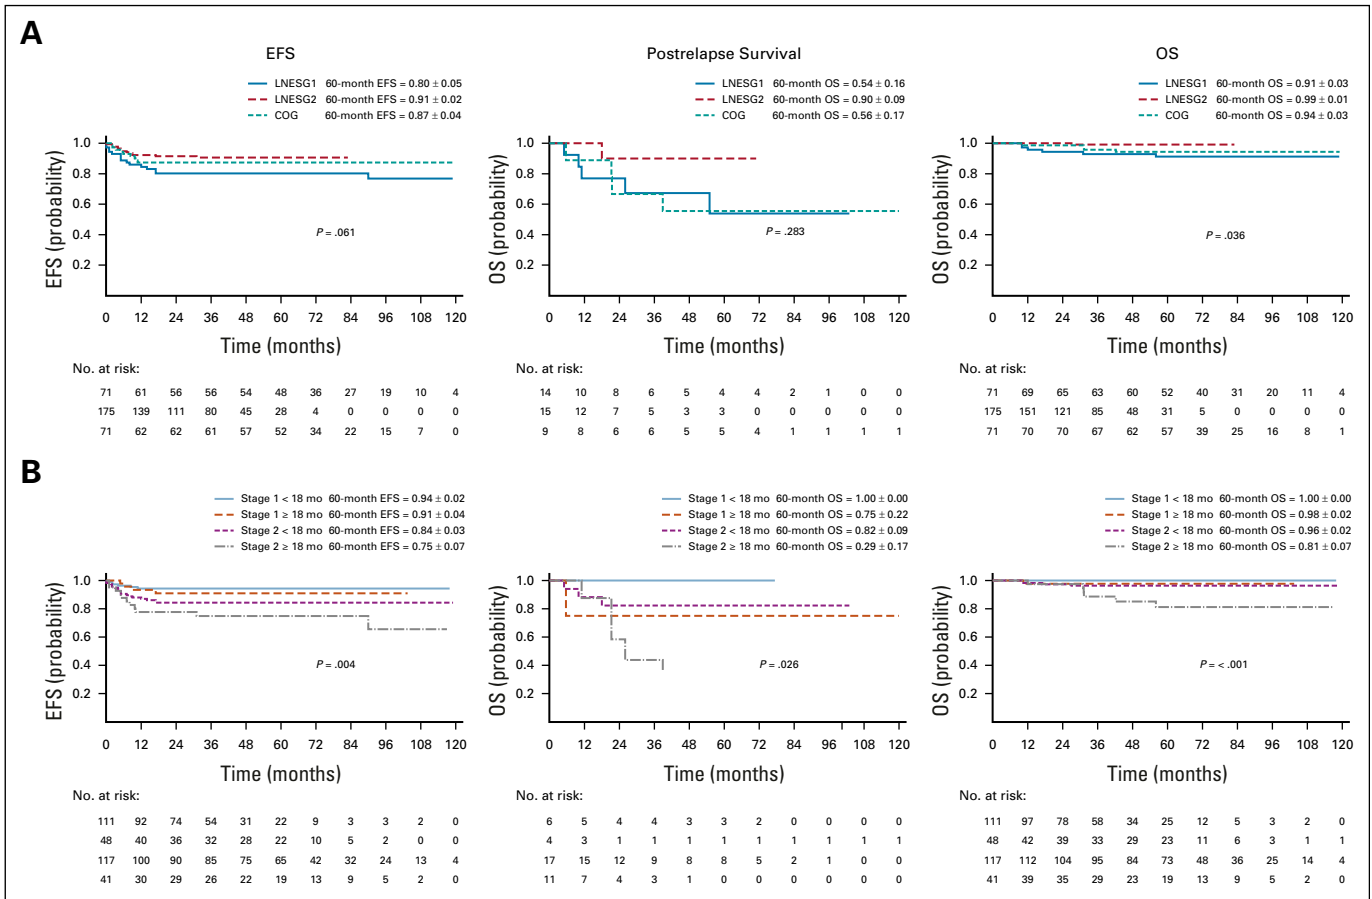 A
EFS
LNESG1 60-month EFS = 0.80 ± 0.05
LNESG2 60-month EFS = 0.91 ± 0.02
COG 60-month EFS = 0.87 ± 0.04
1.0
0.8
0.6
0.4
0.2
EFS (probability)
P = .061
0 12 24 36 48 60 72 84 96 108 120
Time (months)
No. at risk:
71 61 56 56 54 48 36 27 19 10 4
175 139 111 80 45 28 4 0 0 0 0
71 62 62 61 57 52 34 22 15 7 0
Postrelapse Survival
LNESG1 60-month OS = 0.54 ± 0.16
LNESG2 60-month OS = 0.90 ± 0.09
COG 60-month OS = 0.56 ± 0.17
1.0
0.8
0.6
0.4
0.2
OS (probability)
P = .283
0 12 24 36 48 60 72 84 96 108 120
Time (months)
No. at risk:
14 10 8 6 5 4 4 2 1 0 0
15 12 7 5 3 3 0 0 0 0 0
9 8 6 6 5 5 4 1 1 1 1
OS
LNESG1 60-month OS = 0.91 ± 0.03
LNESG2 60-month OS = 0.99 ± 0.01
COG 60-month OS = 0.94 ± 0.03
1.0
0.8
0.6
0.4
0.2
OS (probability)
P = .036
0 12 24 36 48 60 72 84 96 108 120
Time (months)
No. at risk:
71 69 65 63 60 52 40 31 20 11 4
175 151 121 85 48 31 5 0 0 0 0
71 70 70 67 62 57 39 25 16 8 1
B
Stage 1 < 18 mo 60-month EFS = 0.94 ± 0.02
Stage 1 ≥ 18 mo 60-month EFS = 0.91 ± 0.04
Stage 2 < 18 mo 60-month EFS = 0.84 ± 0.03
Stage 2 ≥ 18 mo 60-month EFS = 0.75 ± 0.07
1.0
0.8
0.6
0.4
0.2
EFS (probability)
P = .004
0 12 24 36 48 60 72 84 96 108 120
Time (months)
No. at risk:
111 92 74 54 31 22 9 3 3 2 0
48 40 36 32 28 22 10 5 2 0 0
117 100 90 85 75 65 42 32 24 13 4
41 30 29 26 22 19 13 9 5 2 0
Stage 1 < 18 mo 60-month OS = 1.00 ± 0.00
Stage 1 ≥ 18 mo 60-month OS = 0.75 ± 0.22
Stage 2 < 18 mo 60-month OS = 0.82 ± 0.09
Stage 2 ≥ 18 mo 60-month OS = 0.29 ± 0.17
1.0
0.8
0.6
0.4
0.2
OS (probability)
P = .026
0 12 24 36 48 60 72 84 96 108 120
Time (months)
No. at risk:
6 5 4 4 3 3 2 0 0 0 0
4 3 1 1 1 1 1 1 1 1 1
17 15 12 9 8 8 5 2 1 0 0
11 7 4 3 1 0 0 0 0 0 0
Stage 1 < 18 mo 60-month OS = 1.00 ± 0.00
Stage 1 ≥ 18 mo 60-month OS = 0.98 ± 0.02
Stage 2 < 18 mo 60-month OS = 0.96 ± 0.02
Stage 2 ≥ 18 mo 60-month OS = 0.81 ± 0.07
1.0
0.8
0.6
0.4
0.2
OS (probability)
P = < .001
0 12 24 36 48 60 72 84 96 108 120
Time (months)
No. at risk:
111 97 78 58 34 25 12 5 3 2 0
48 42 39 33 29 23 11 6 3 1 1
117 112 104 95 84 73 48 36 25 14 4
41 39 35 29 23 19 13 9 5 2 0